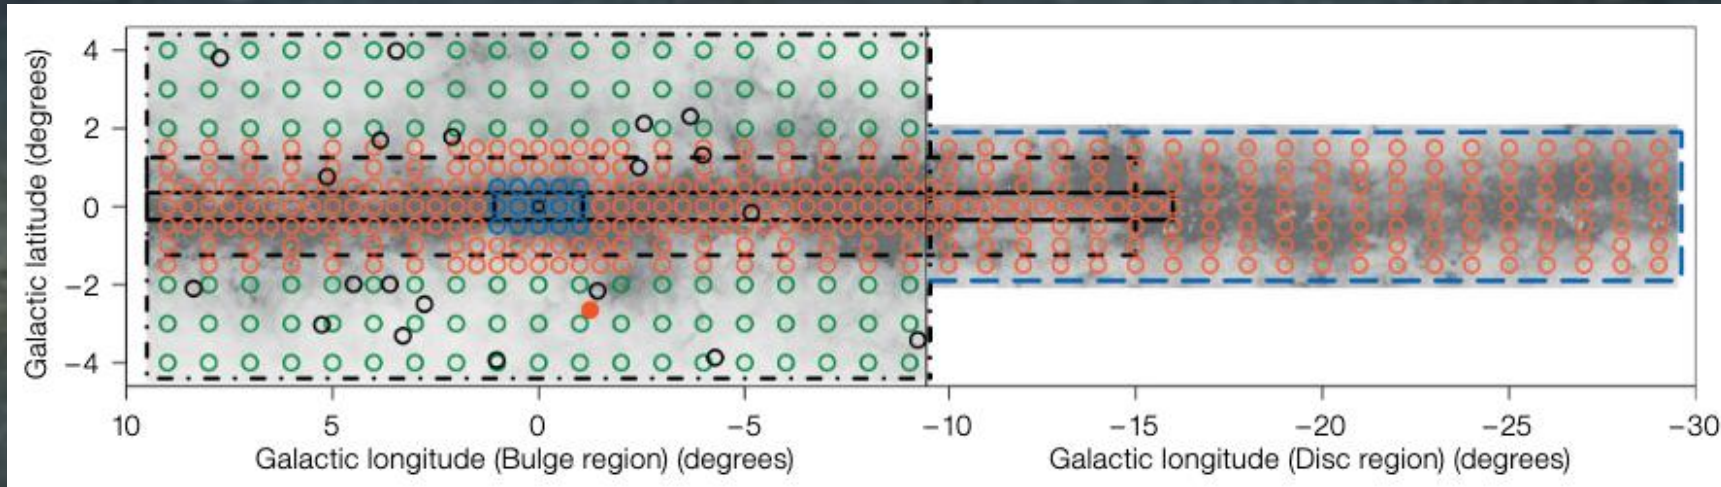 Galactic latitude (degrees)
4
2
0
−2
−4
10 5 0 −5 −10 −15 −20 −25 −30
Galactic longitude (Bulge region) (degrees) Galactic longitude (Disc region) (degrees)